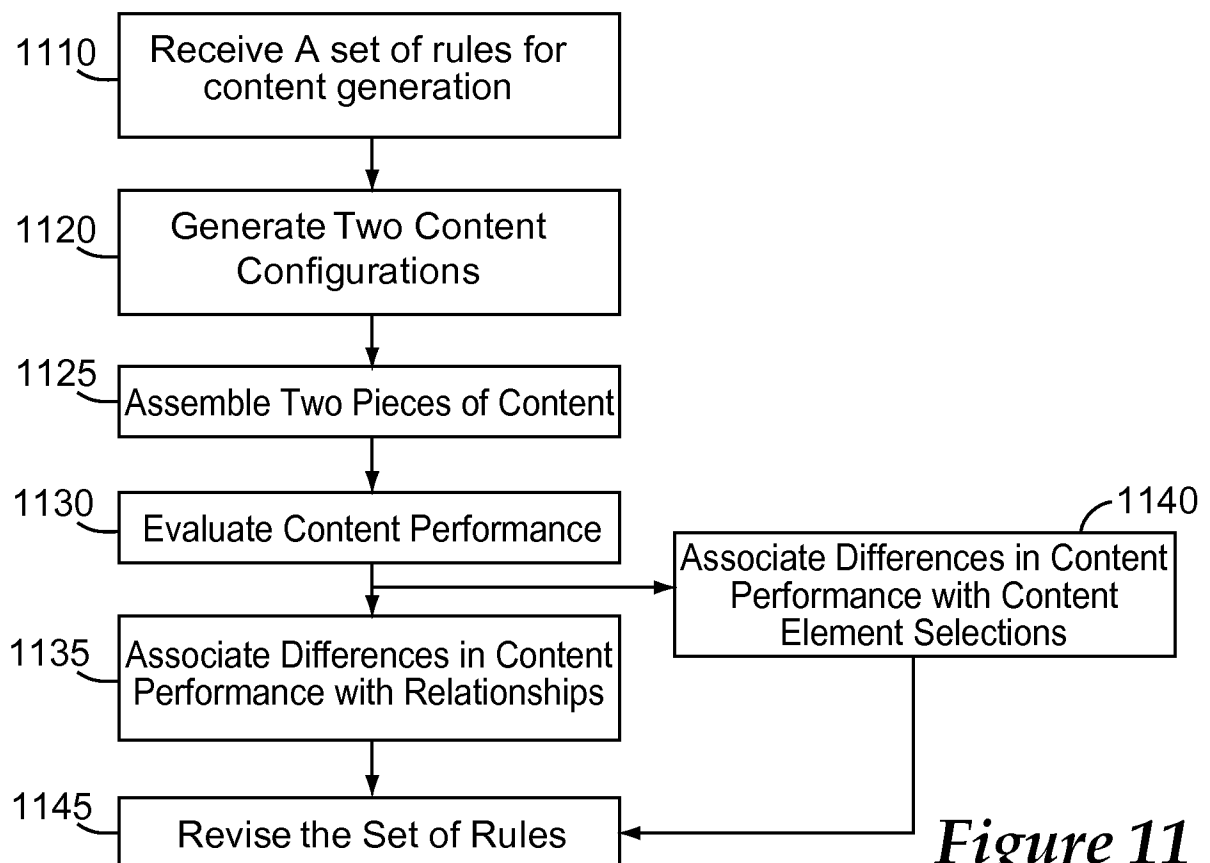 1110
Receive A set of rules for
content generation
1120
Generate Two Content
Configurations
1125
Assemble Two Pieces of Content
1130
Evaluate Content Performance
1140
Associate Differences in Content
Performance with Content
Element Selections
1135
Associate Differences in Content
Performance with Relationships
1145
Revise the Set of Rules
Figure 11